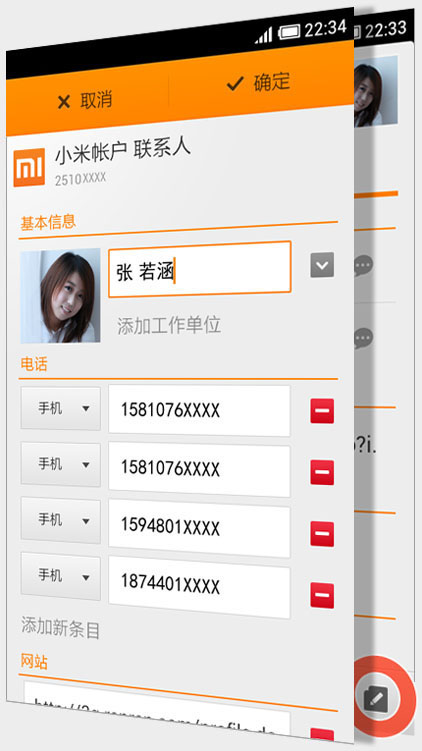 22:34
22:33
取消
确定
小米帐户 联系人
2510XXXX
基本信息
张 若涵
添加工作单位
电话
手机
1581076XXXX
手机
1581076XXXX
?i.
手机
1594801XXXX
手机
1874401XXXX
添加新条目
网站